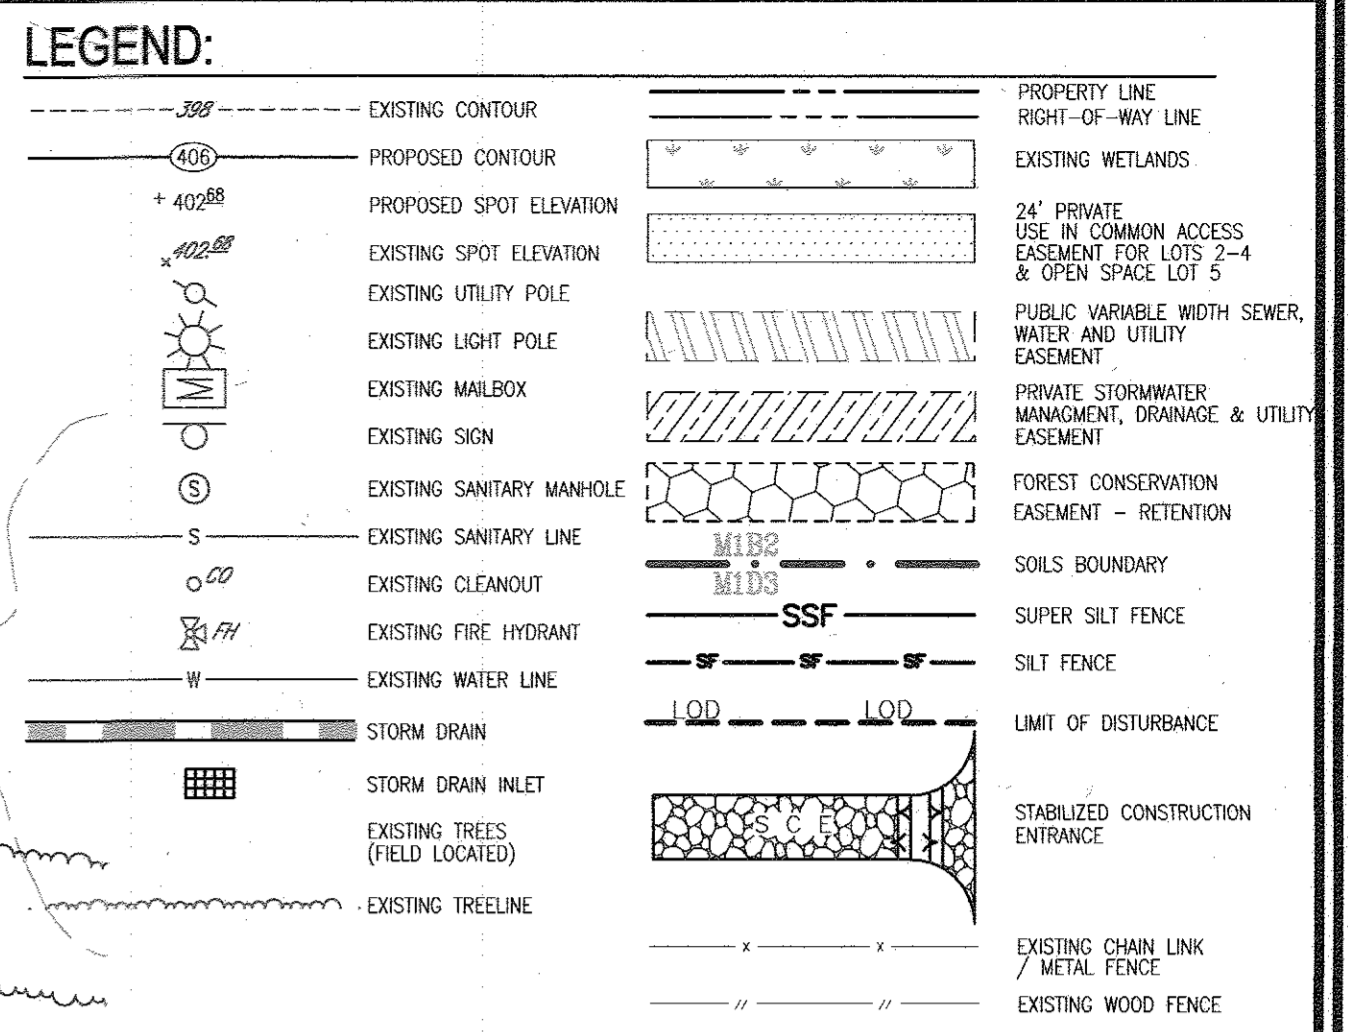 LEGEND:
398 EXISTING CONTOUR
406 PROPOSED CONTOUR
+ 402.68 PROPOSED SPOT ELEVATION
x 402.68 EXISTING SPOT ELEVATION
EXISTING UTILITY POLE
EXISTING LIGHT POLE
M EXISTING MAILBOX
EXISTING SIGN
S EXISTING SANITARY MANHOLE
S EXISTING SANITARY LINE
CO EXISTING CLEANOUT
FH EXISTING FIRE HYDRANT
W EXISTING WATER LINE
STORM DRAIN
STORM DRAIN INLET
EXISTING TREES
(FIELD LOCATED)
EXISTING TREELINE
PROPERTY LINE
RIGHT-OF-WAY LINE
EXISTING WETLANDS
24' PRIVATE
USE IN COMMON ACCESS
EASEMENT FOR LOTS 2-4
& OPEN SPACE LOT 5
PUBLIC VARIABLE WIDTH SEWER,
WATER AND UTILITY
EASEMENT
PRIVATE STORMWATER
MANAGMENT, DRAINAGE & UTILITY
EASEMENT
FOREST CONSERVATION
EASEMENT - RETENTION
M1B2
M1D3
SOILS BOUNDARY
SSF SUPER SILT FENCE
SF SF SF SILT FENCE
LOD LOD LIMIT OF DISTURBANCE
S C E STABILIZED CONSTRUCTION
ENTRANCE
x x EXISTING CHAIN LINK
/ METAL FENCE
// // EXISTING WOOD FENCE